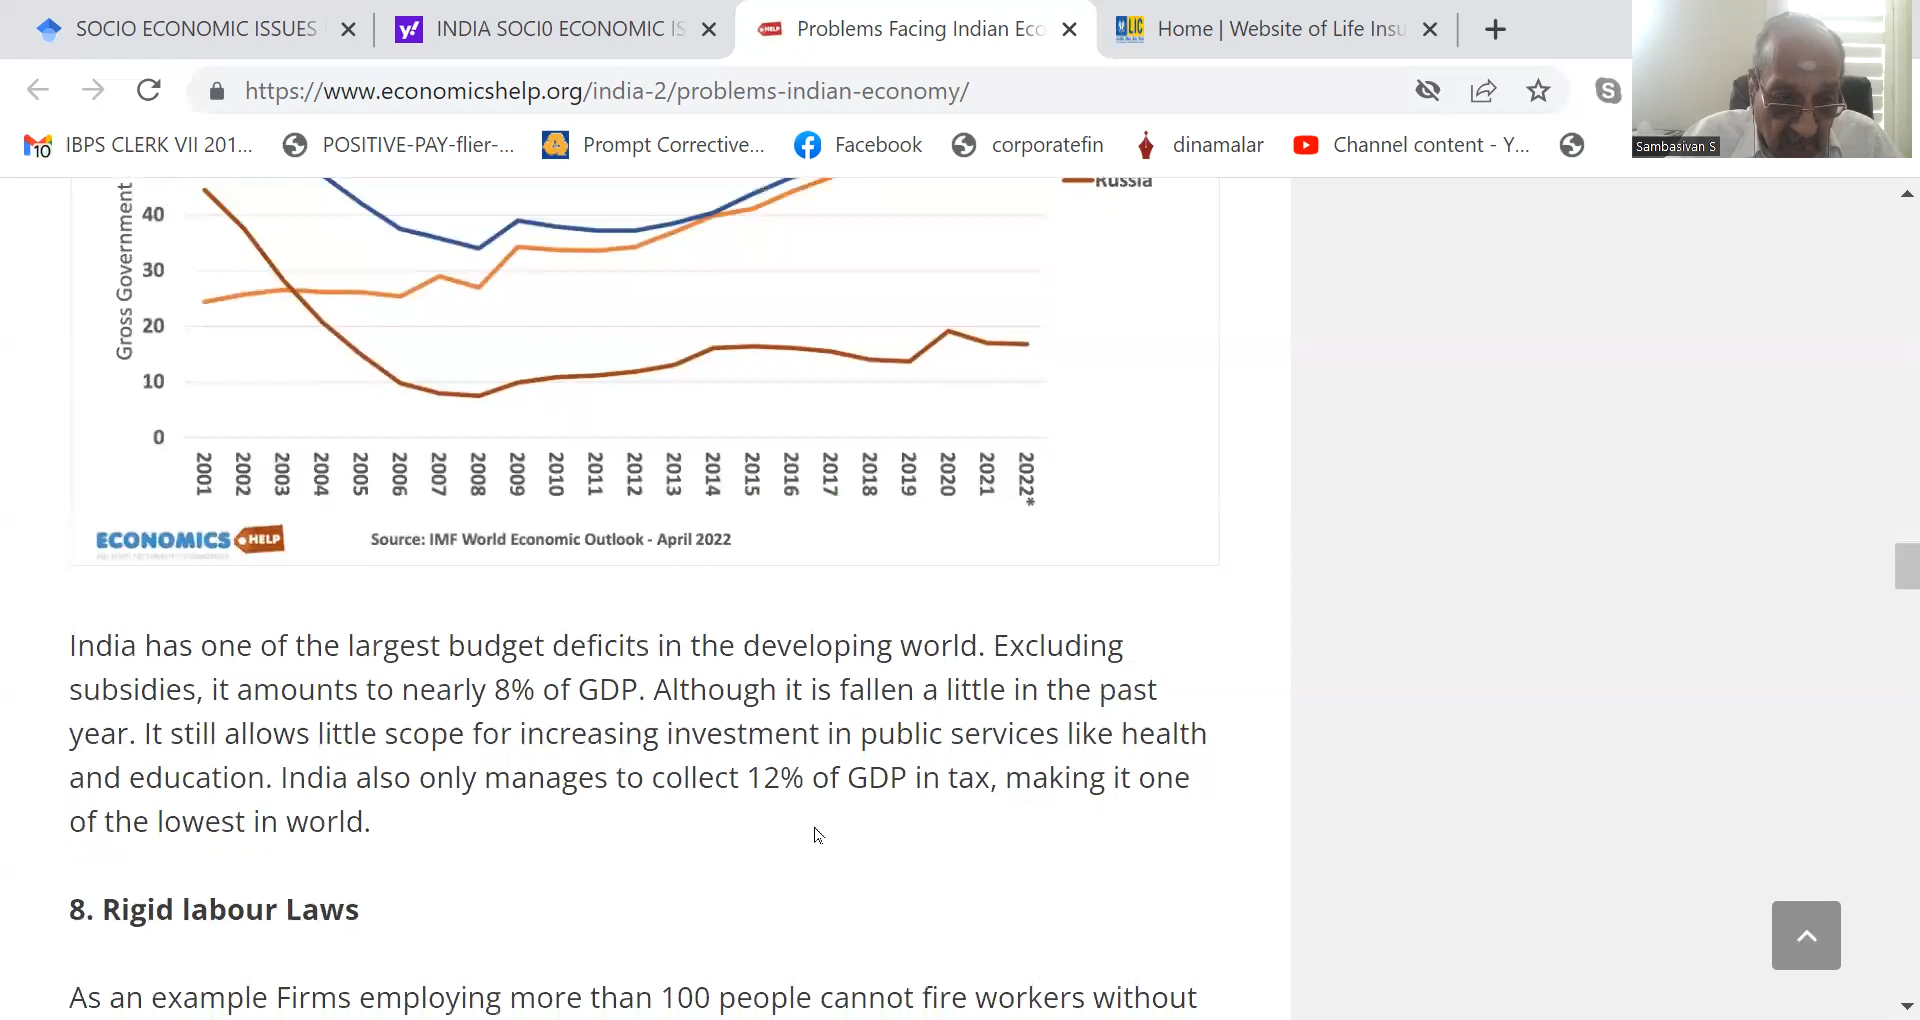 SOCIO ECONOMIC ISSUES
INDIA SOCI0 ECONOMIC IS
Problems Facing Indian Eco
LIC
Home | Website of Life Insu
https://www.economicshelp.org/india-2/problems-indian-economy/
S
Sambasivan S
10
IBPS CLERK VII 201...
POSITIVE-PAY-flier-...
Prompt Corrective...
Facebook
corporatefin
dinamalar
Channel content - Y...
Russia
Gross Government
40
30
20
10
0
2001 2002 2003 2004 2005 2006 2007 2008 2009 2010 2011 2012 2013 2014 2015 2016 2017 2018 2019 2020 2021 2022*
ECONOMICS HELP
Source: IMF World Economic Outlook - April 2022
India has one of the largest budget deficits in the developing world. Excluding
subsidies, it amounts to nearly 8% of GDP. Although it is fallen a little in the past
year. It still allows little scope for increasing investment in public services like health
and education. India also only manages to collect 12% of GDP in tax, making it one
of the lowest in world.
8. Rigid labour Laws
As an example Firms employing more than 100 people cannot fire workers without